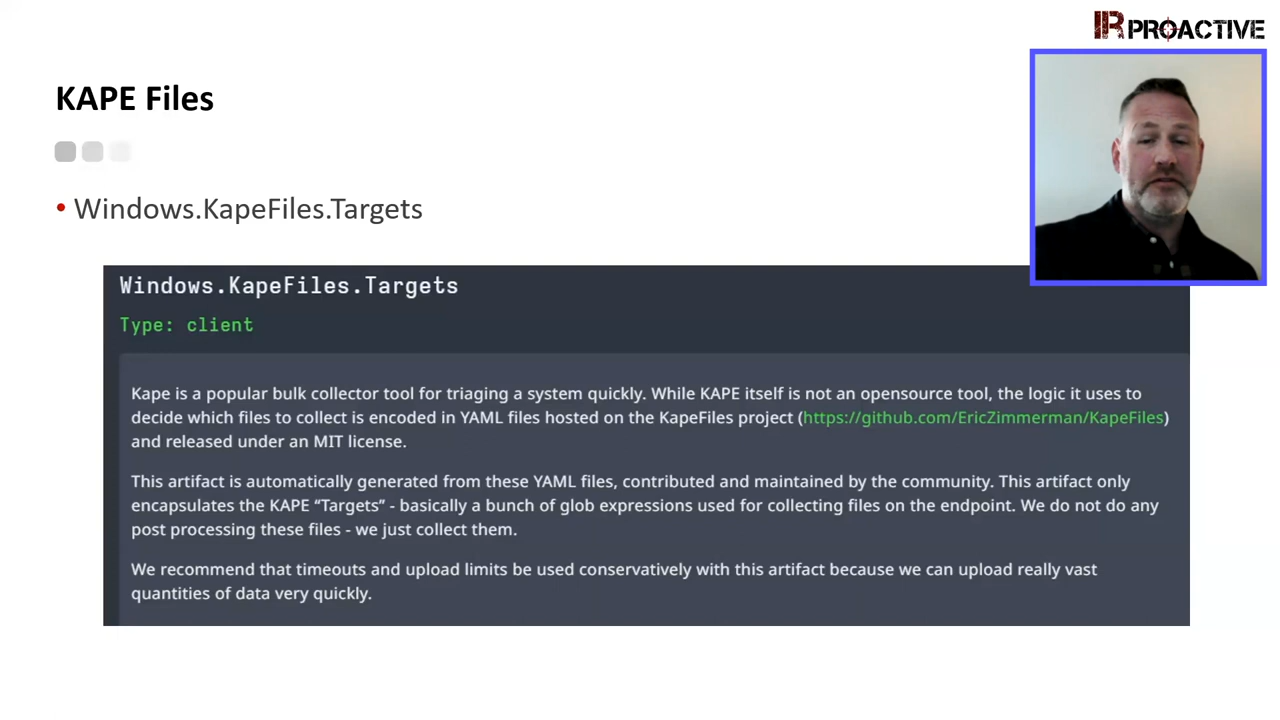 IR PROACTIVE
KAPE Files
• Windows.KapeFiles.Targets
Windows.KapeFiles.Targets
Type: client
Kape is a popular bulk collector tool for triaging a system quickly. While KAPE itself is not an opensource tool, the logic it uses to
decide which files to collect is encoded in YAML files hosted on the KapeFiles project (https://github.com/EricZimmerman/KapeFiles)
and released under an MIT license.
This artifact is automatically generated from these YAML files, contributed and maintained by the community. This artifact only
encapsulates the KAPE “Targets” - basically a bunch of glob expressions used for collecting files on the endpoint. We do not do any
post processing these files - we just collect them.
We recommend that timeouts and upload limits be used conservatively with this artifact because we can upload really vast
quantities of data very quickly.